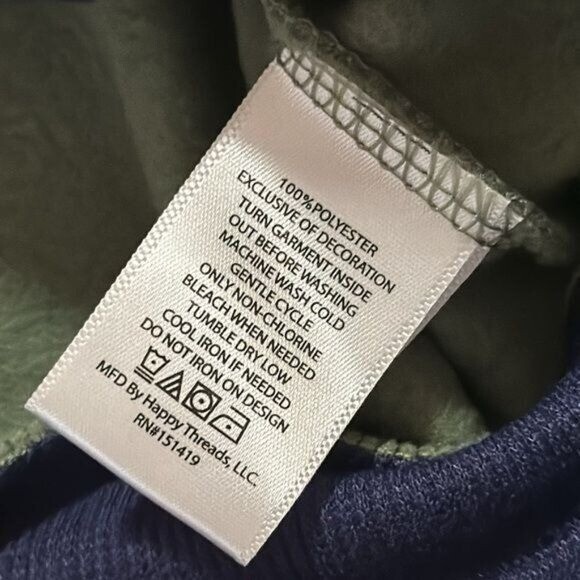 100%POLYESTER
EXCLUSIVE OF DECORATION
TURN GARMENT INSIDE
OUT BEFORE WASHING
MACHINE WASH COLD
GENTLE CYCLE
ONLY NON-CHLORINE
BLEACH WHEN NEEDED
TUMBLE DRY LOW
COOL IRON IF NEEDED
DO NOT IRON ON DESIGN
MFD By Happy Threads, LLC.
RN#151419